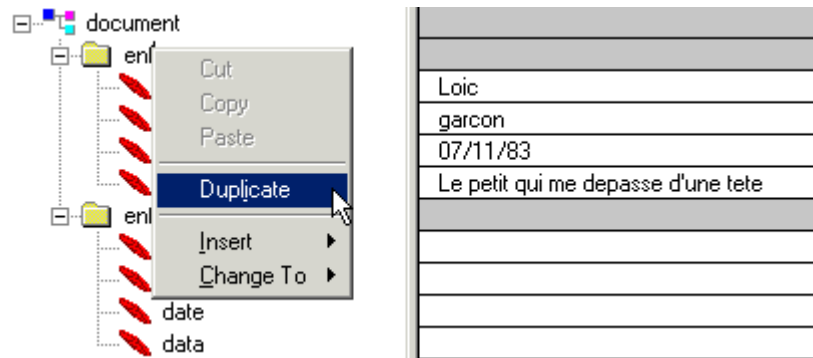 document
Cut
Copy
Paste
Duplicate
Insert
Change To
date
data
Loic
garcon
07/11/83
Le petit qui me depasse d'une tete